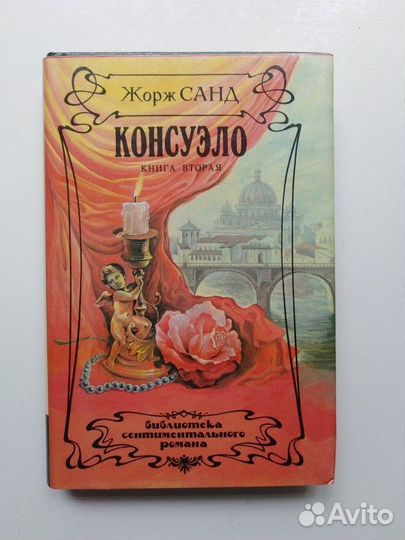 Жорж САНД
КОНСУЭЛО
КНИГА ВТОРАЯ
библиотека
сентиментального
романа
Avito